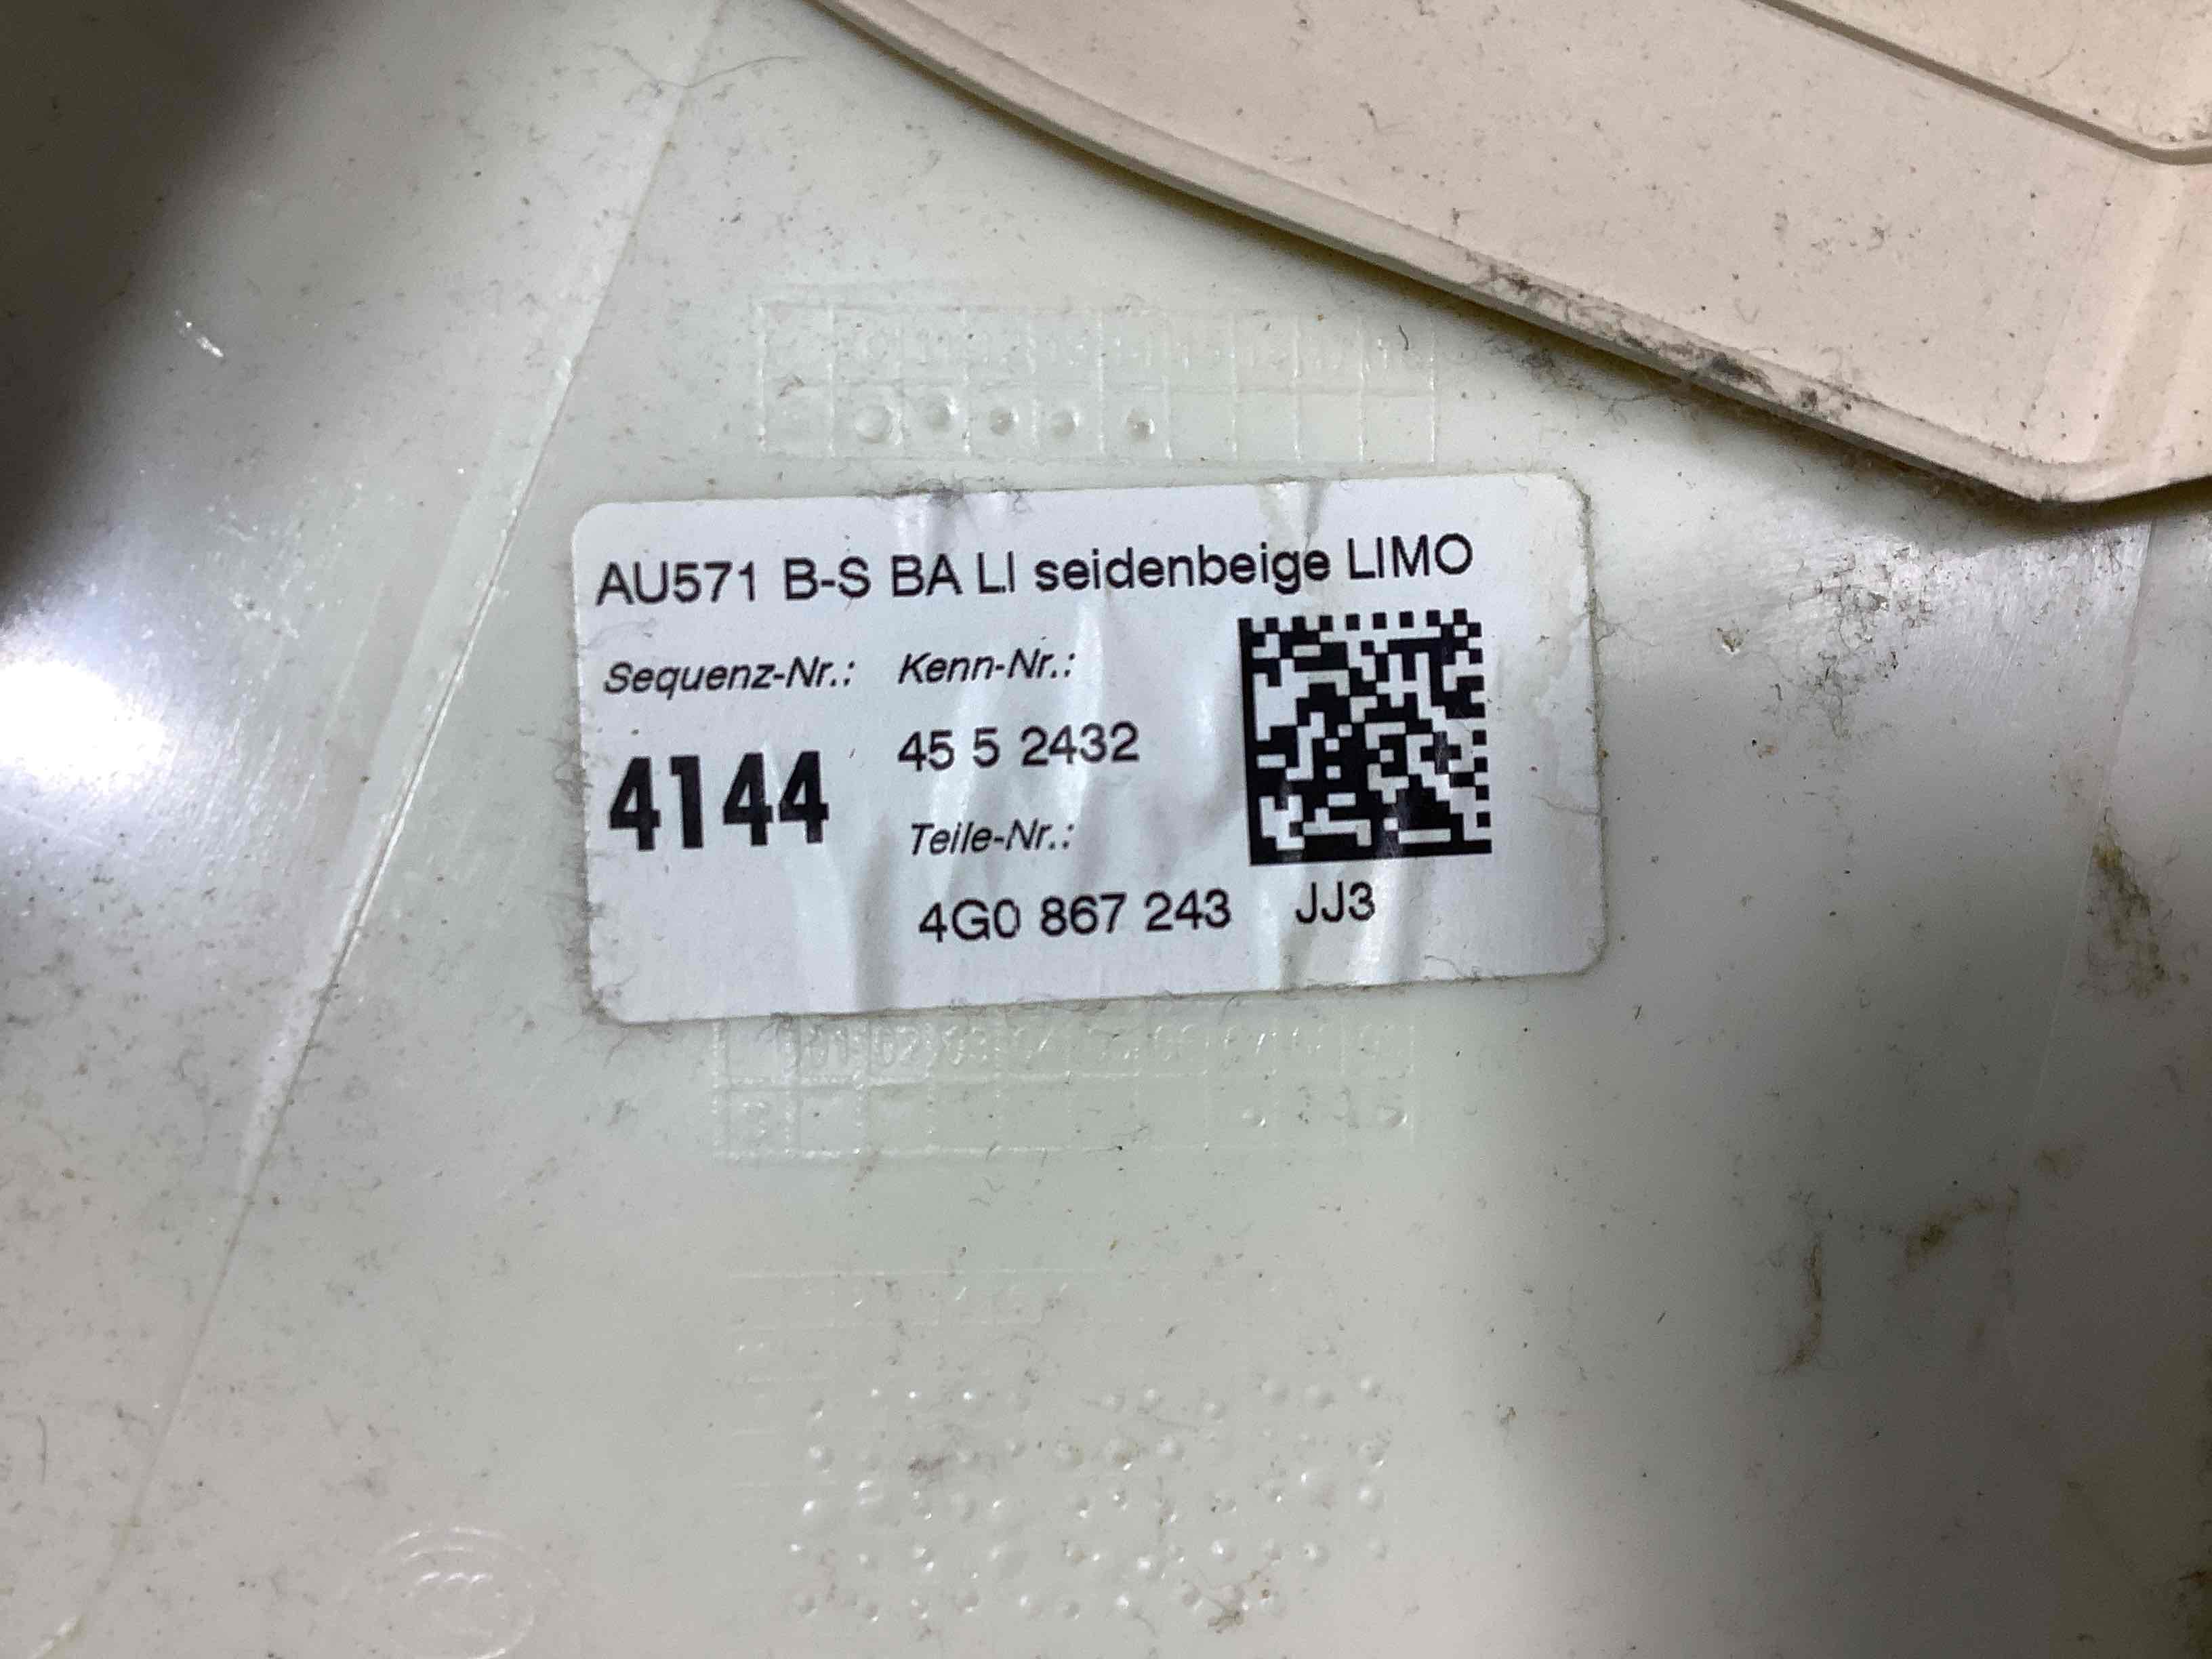 AU571 B-S BA LI seidenbeige LIMO
Sequenz-Nr.: Kenn-Nr.:
45 5 2432
4144
Teile-Nr.:
4G0 867 243 JJ3